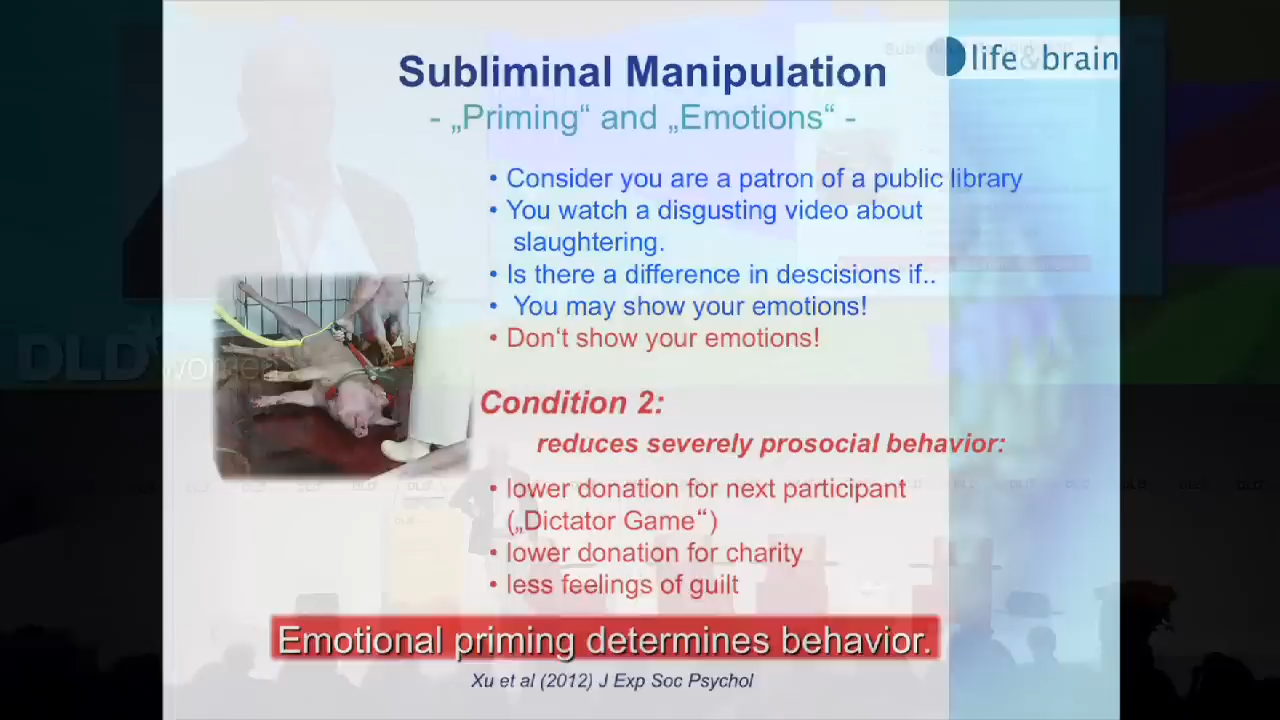 life&brain
Subliminal Manipulation
- „Priming“ and „Emotions“ -
• Consider you are a patron of a public library
• You watch a disgusting video about
slaughtering.
• Is there a difference in descisions if..
• You may show your emotions!
• Don‘t show your emotions!
DLD women
Condition 2:
reduces severely prosocial behavior:
• lower donation for next participant
(„Dictator Game“)
• lower donation for charity
• less feelings of guilt
Emotional priming determines behavior.
Xu et al (2012) J Exp Soc Psychol